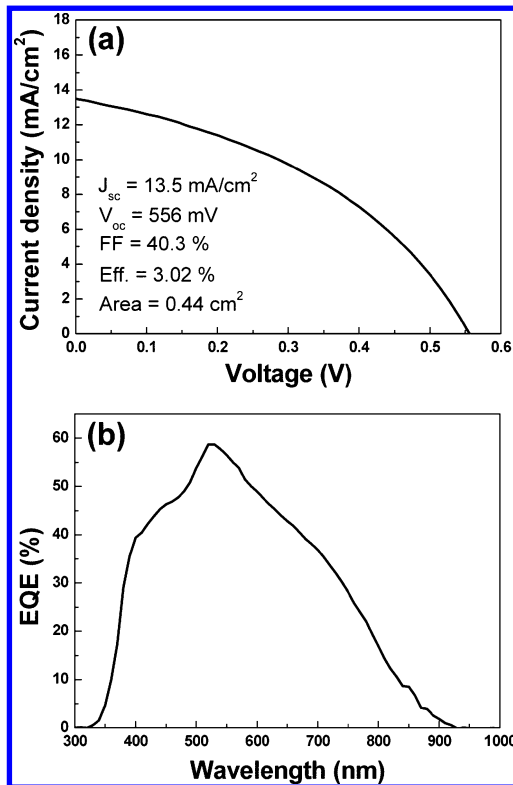 (a)
Current density (mA/cm²)
18
16
14
12
10
8
6
4
2
0
J_sc = 13.5 mA/cm²
V_oc = 556 mV
FF = 40.3 %
Eff. = 3.02 %
Area = 0.44 cm²
0.0 0.1 0.2 0.3 0.4 0.5 0.6
Voltage (V)
(b)
EQE (%)
60
50
40
30
20
10
0
300 400 500 600 700 800 900 1000
Wavelength (nm)